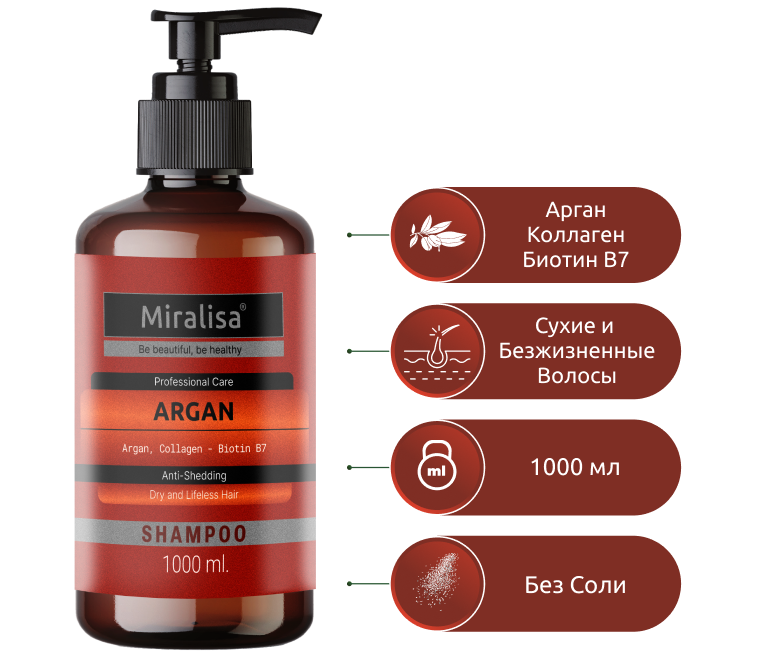 Miralisa®
Be beautiful, be healthy
Professional Care
ARGAN
Argan, Collagen - Biotin B7
Anti-Shedding
Dry and Lifeless Hair
SHAMPOO
1000 ml.
Арган
Коллаген
Биотин B7
Сухие и
Безжизненные
Волосы
ml
1000 мл
Без Соли